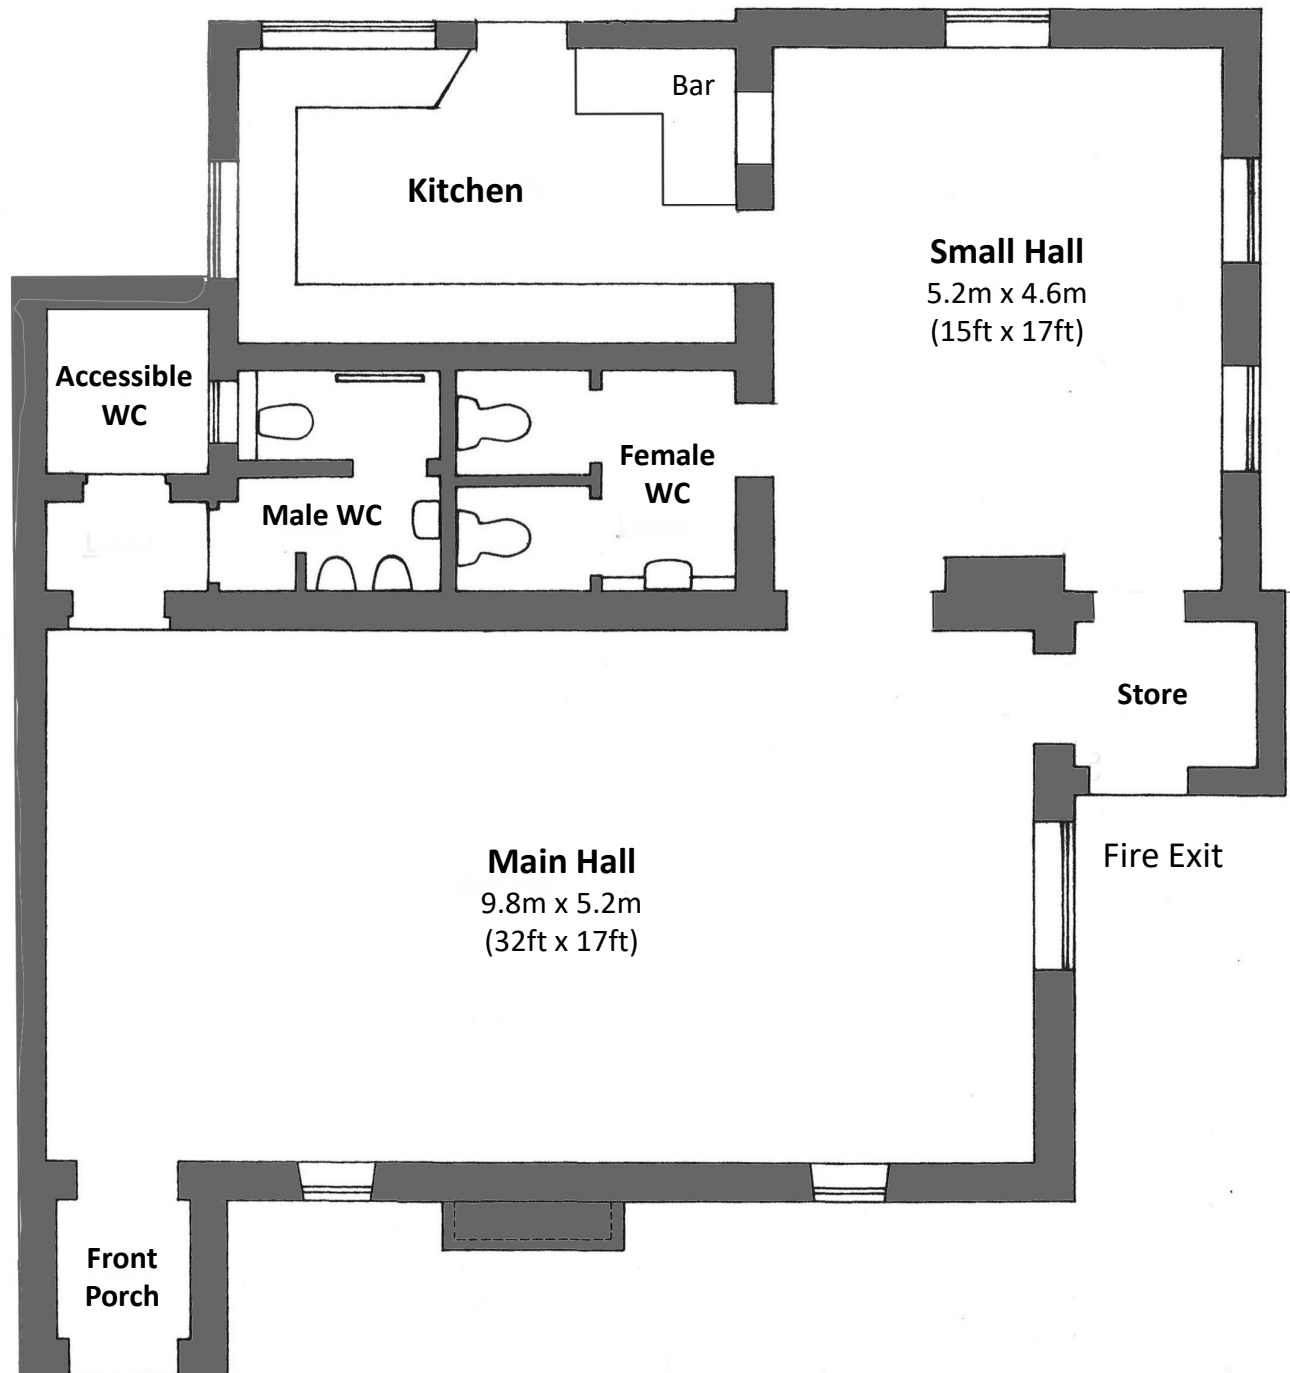 Bar
Kitchen
Small Hall
5.2m x 4.6m
(15ft x 17ft)
Accessible
WC
Female
WC
Male WC
Store
Main Hall
9.8m x 5.2m
(32ft x 17ft)
Fire Exit
Front
Porch